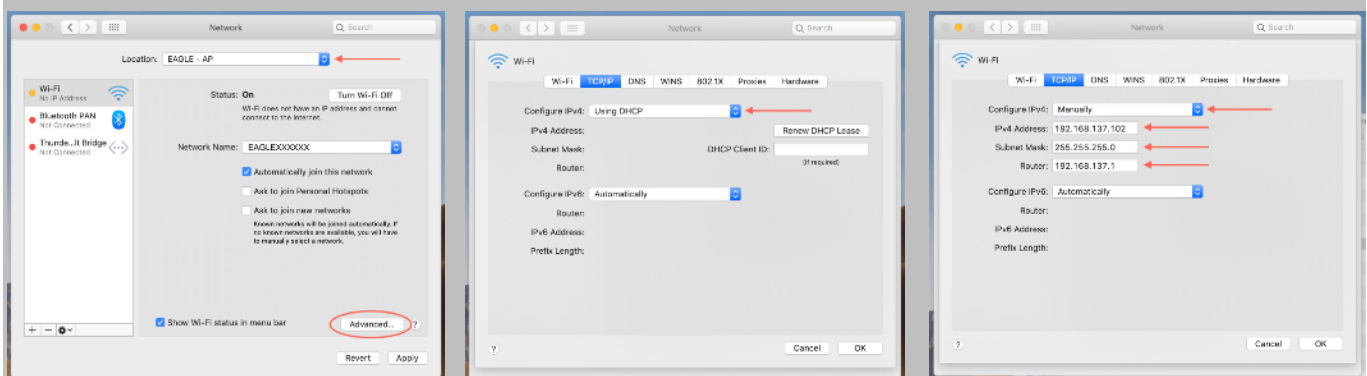 Network
Search
Location: EAGLE - AP
Wi-Fi
No IP Address
Bluetooth PAN
Not Connected
Thunde...lt Bridge
Not Connected
Status: On
Turn Wi-Fi Off
Wi-Fi does not have an IP address and cannot
connect to the Internet.
Network Name: EAGLEXXXXXX
Automatically join this network
Ask to join Personal Hotspots
Ask to join new networks
Known networks will be joined automatically. If
no known networks are available, you will have
to manually select a network.
Show Wi-Fi status in menu bar
Advanced...
?
+ −
Revert
Apply
Network
Search
Wi-Fi
Wi-Fi TCP/IP DNS WINS 802.1X Proxies Hardware
Configure IPv4: Using DHCP
IPv4 Address:
Renew DHCP Lease
Subnet Mask:
DHCP Client ID:
(If required)
Router:
Configure IPv6: Automatically
Router:
IPv6 Address:
Prefix Length:
?
Cancel
OK
Network
Search
Wi-Fi
Wi-Fi TCP/IP DNS WINS 802.1X Proxies Hardware
Configure IPv4: Manually
IPv4 Address: 192.168.137.102
Subnet Mask: 255.255.255.0
Router: 192.168.137.1
Configure IPv6: Automatically
Router:
IPv6 Address:
Prefix Length:
?
Cancel
OK